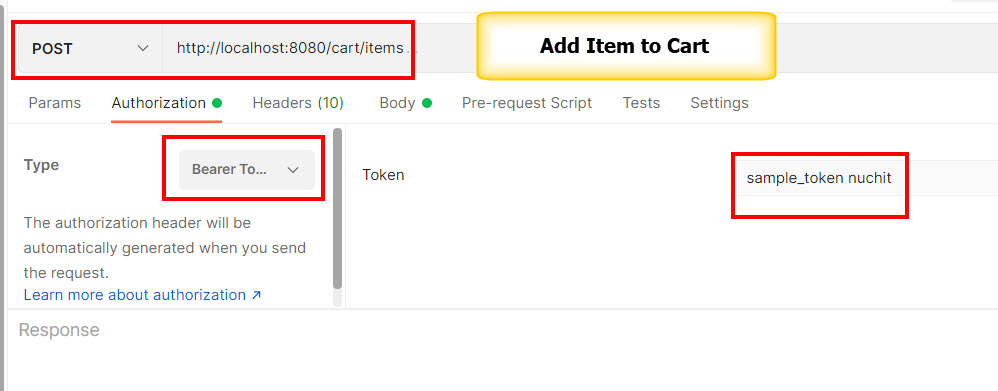 POST http://localhost:8080/cart/items ...
Add Item to Cart
Params Authorization Headers (10) Body Pre-request Script Tests Settings
Type Bearer To...
The authorization header will be
automatically generated when you send
the request.
Learn more about authorization ↗
Token sample_token nuchit
Response